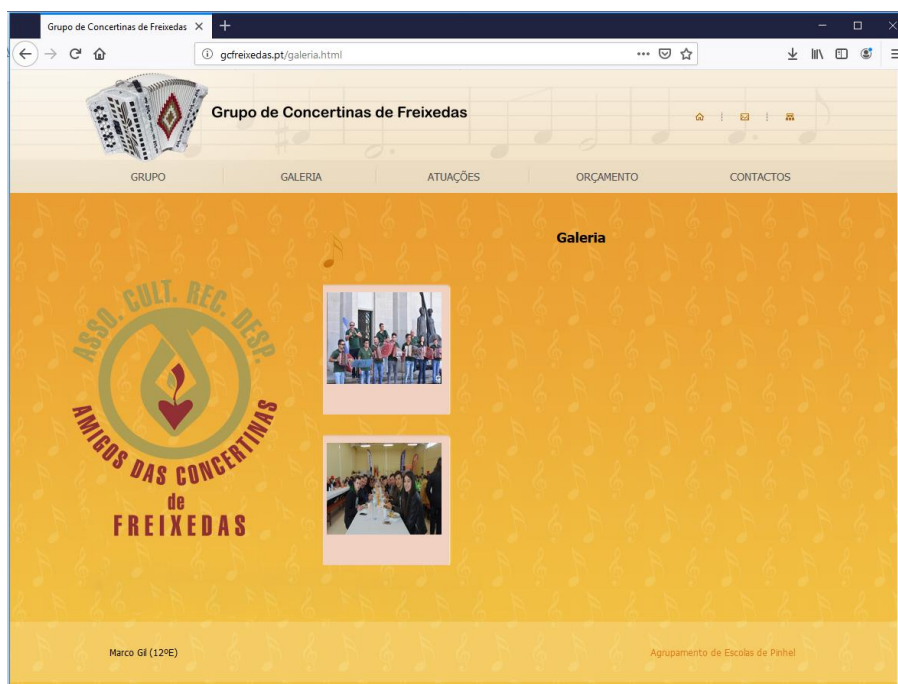 Grupo de Concertinas de Freixedas
gcfreixedas.pt/galeria.html
Grupo de Concertinas de Freixedas
GRUPO GALERIA ATUAÇÕES ORÇAMENTO CONTACTOS
Galeria
ASSO. CULT. REC. DESP.
AMIGOS DAS CONCERTINAS
de
FREIXEDAS
Marco Gil (12ºE) Agrupamento de Escolas de Pinhel